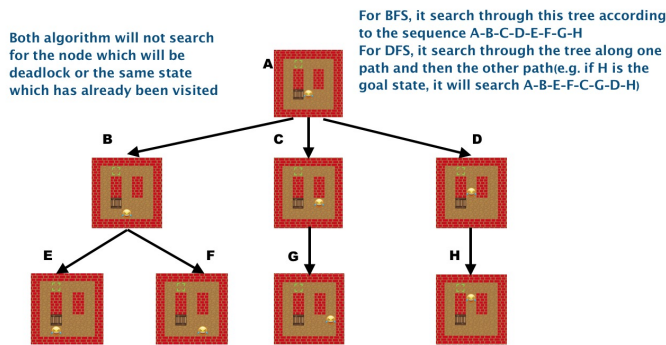 Both algorithm will not search
for the node which will be
deadlock or the same state
which has already been visited
For BFS, it search through this tree according
to the sequence A-B-C-D-E-F-G-H
For DFS, it search through the tree along one
path and then the other path(e.g. if H is the
goal state, it will search A-B-E-F-C-G-D-H)
A
B
C
D
E
F
G
H